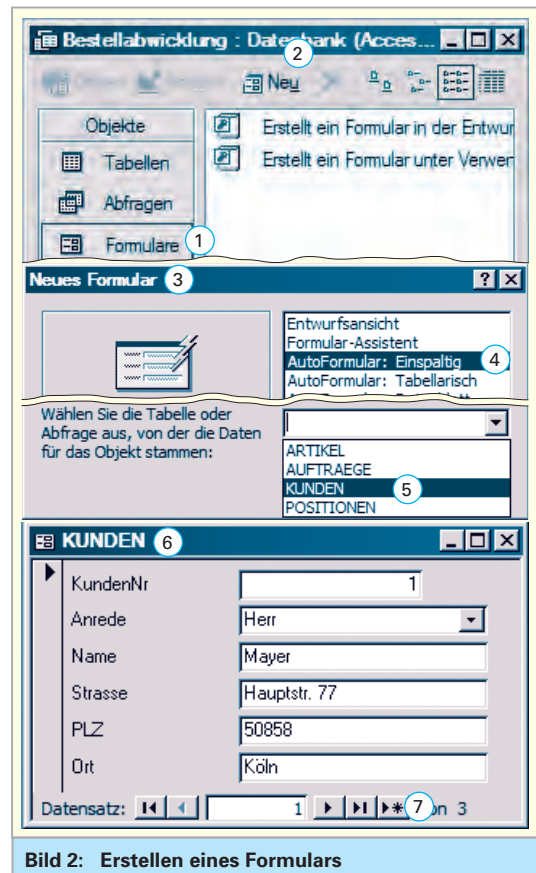 Bestellabwicklung : Datenbank (Acces...
2
Neu
Objekte
Tabellen
Abfragen
Formulare 1
Erstellt ein Formular in der Entwur
Erstellt ein Formular unter Verwen
Neues Formular 3
Entwurfsansicht
Formular-Assistent
AutoFormular: Einspaltig 4
AutoFormular: Tabellarisch
Wählen Sie die Tabelle oder
Abfrage aus, von der die Daten
für das Objekt stammen:
ARTIKEL
AUFTRAEGE
KUNDEN 5
POSITIONEN
KUNDEN 6
KundenNr 1
Anrede Herr
Name Mayer
Strasse Hauptstr. 77
PLZ 50858
Ort Köln
Datensatz: 1 7 on 3
Bild 2: Erstellen eines Formulars